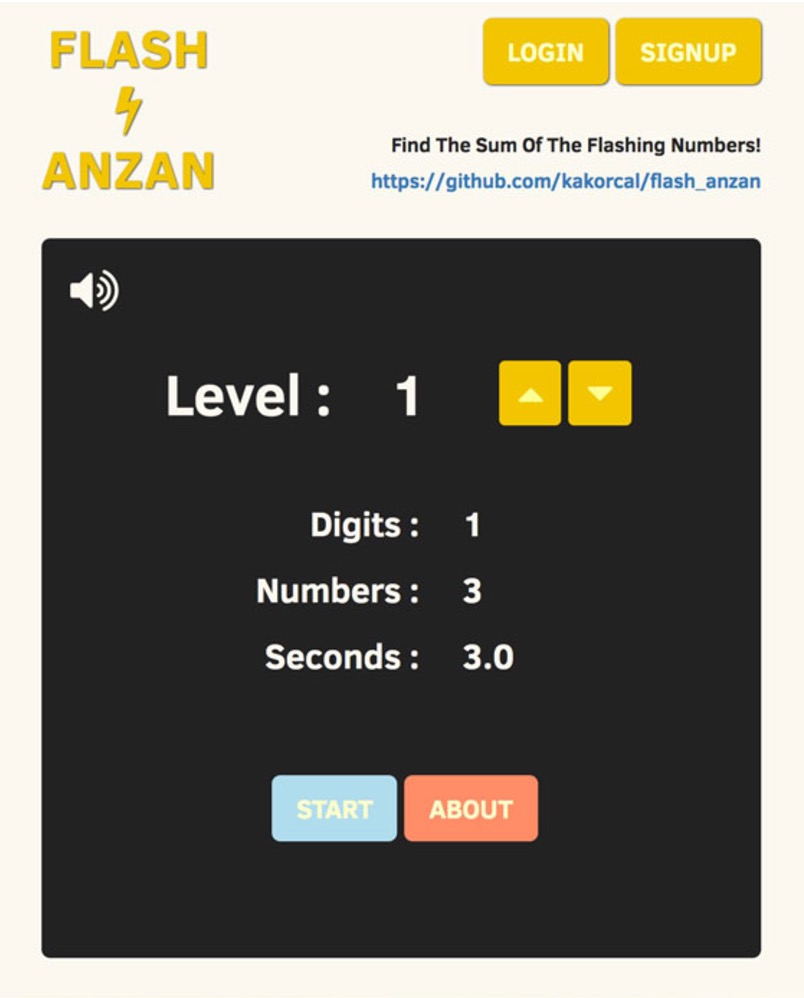 FLASH
ANZAN
LOGIN SIGNUP
Find The Sum Of The Flashing Numbers!
https://github.com/kakorcal/flash_anzan
Level : 1
Digits : 1
Numbers : 3
Seconds : 3.0
START ABOUT